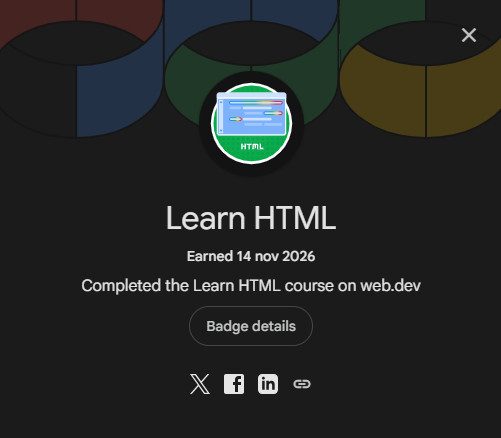 HTML
Learn HTML
Earned 14 nov 2026
Completed the Learn HTML course on web.dev
Badge details